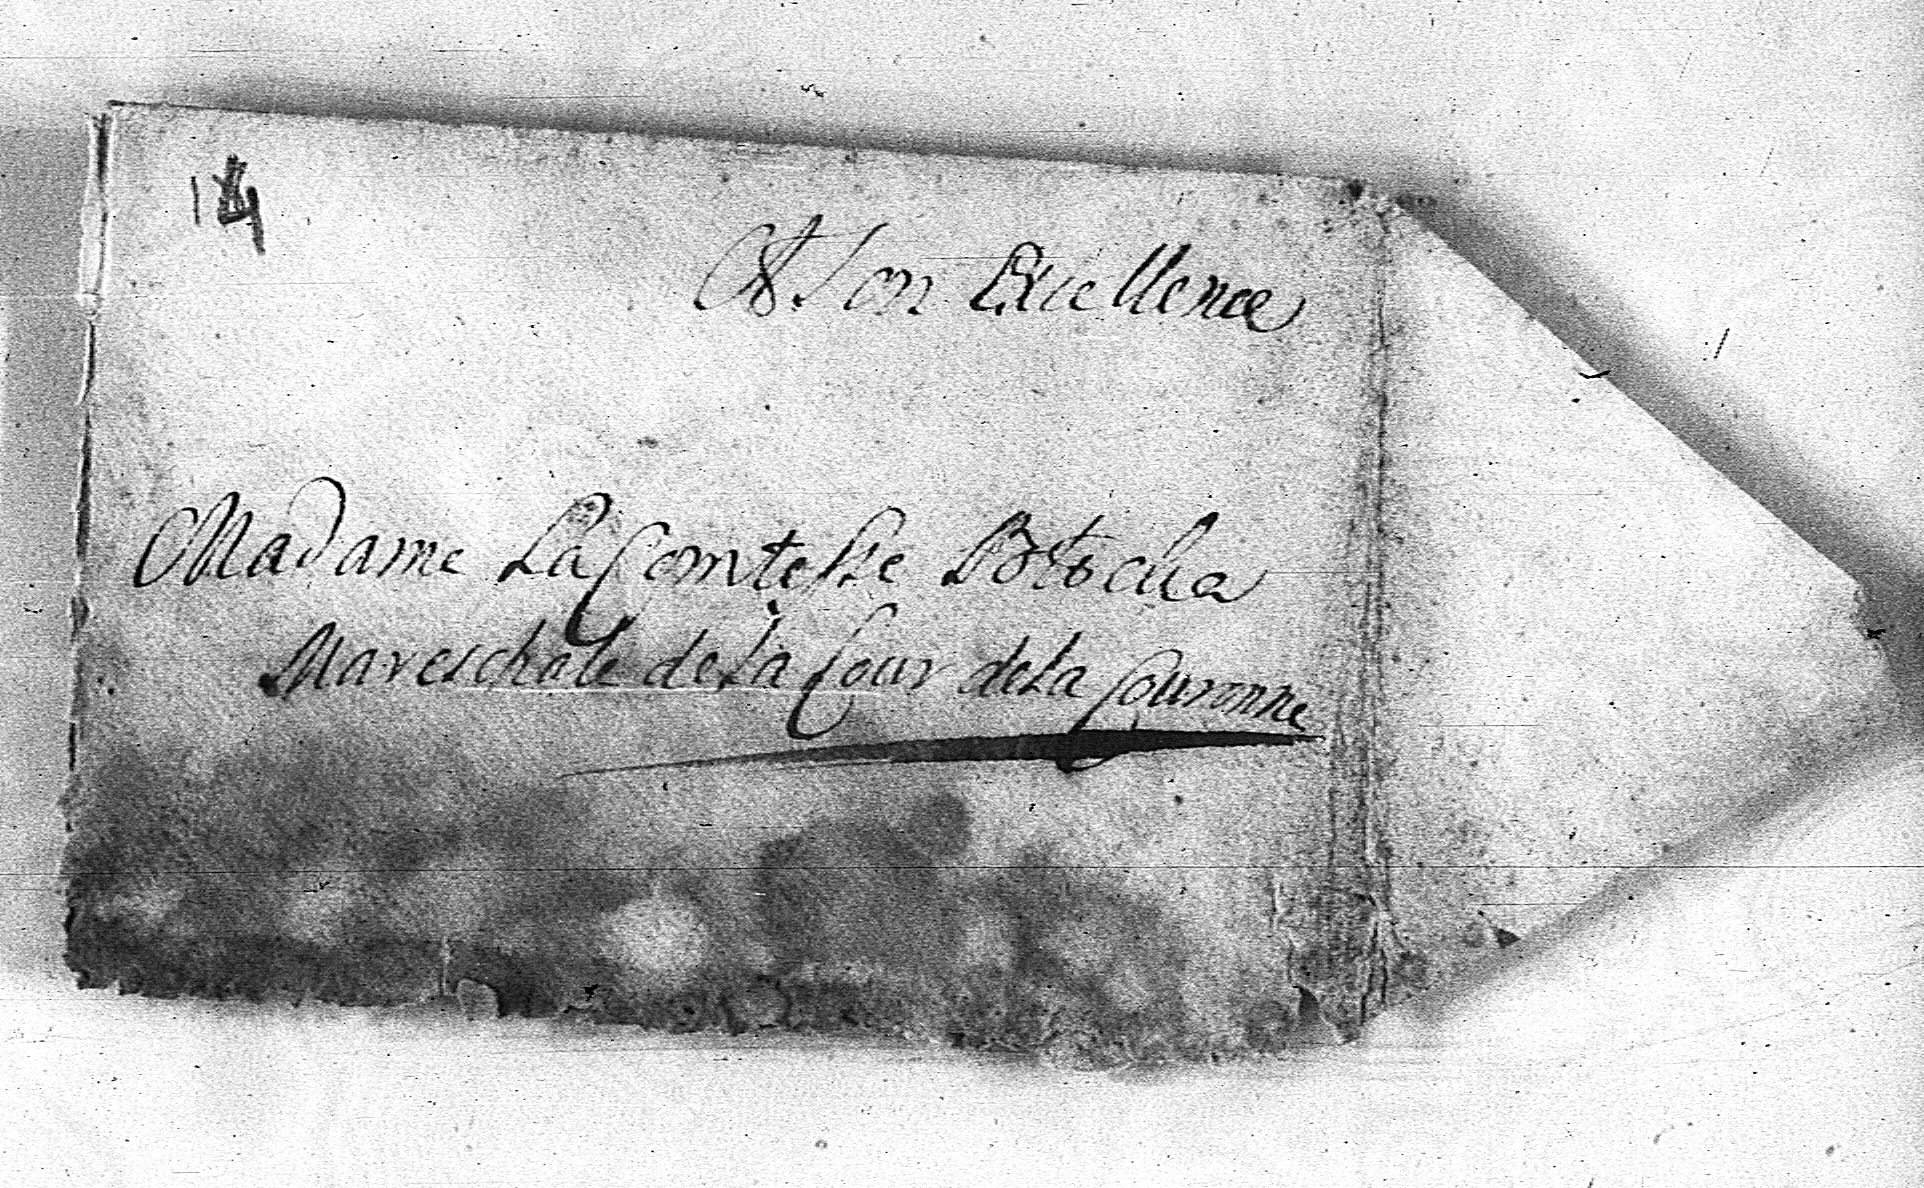 A Son Excellence
Madame La Comtesse Potocka
Mareschale de La Cour de La Couronne